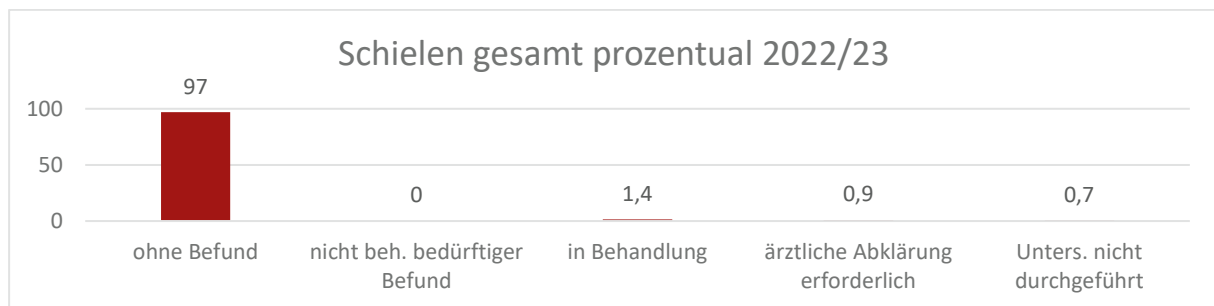 Schielen gesamt prozentual 2022/23
97
100
50
0
0
1,4
0,9
0,7
ohne Befund
nicht beh. bedürftiger
Befund
in Behandlung
ärztliche Abklärung
erforderlich
Unters. nicht
durchgeführt